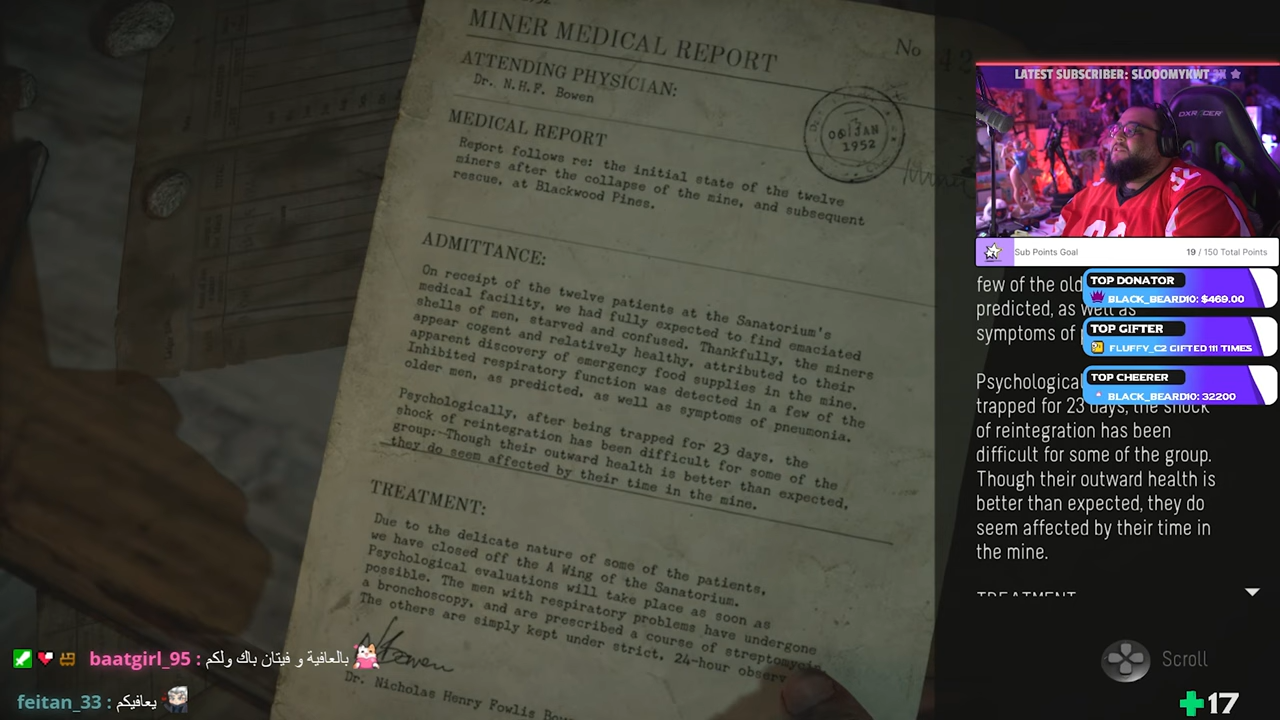 MINER MEDICAL REPORT
No 42
ATTENDING PHYSICIAN:
Dr. N.H.F. Bowen
MEDICAL REPORT
06 JAN
1952
Report follows re: the initial state of the twelve
miners after the collapse of the mine, and subsequent
rescue, at Blackwood Pines.
ADMITTANCE:
On receipt of the twelve patients at the Sanatorium's
medical facility, we had fully expected to find emaciated
shells of men, starved and confused. Thankfully, the miners
appear cogent and relatively healthy, attributed to their
apparent discovery of emergency food supplies in the mine.
Inhibited respiratory function was detected in a few of the
older men, as predicted, as well as symptoms of pneumonia.
Psychologically, after being trapped for 23 days, the
shock of reintegration has been difficult for some of the
group. Though their outward health is better than expected,
they do seem affected by their time in the mine.
TREATMENT:
Due to the delicate nature of some of the patients,
we have closed off the A Wing of the Sanatorium.
Psychological evaluations will take place as soon as
possible. The men with respiratory problems have undergone
a bronchoscopy, and are prescribed a course of streptomycin
The others are simply kept under strict, 24-hour observ
Dr. Nicholas Henry Fowlis Bow
LATEST SUBSCRIBER: SLOOOMYKWT
DXRACER
Sub Points Goal 19 / 150 Total Points
few of the old
predicted, as well as
symptoms of
TOP DONATOR
BLACK_BEARD10: $469.00
TOP GIFTER
FLUFFY_C2 GIFTED 111 TIMES
TOP CHEERER
BLACK_BEARD10: 32200
Psychological
trapped for 23 days, the shock
of reintegration has been
difficult for some of the group.
Though their outward health is
better than expected, they do
seem affected by their time in
the mine.
TREATMENT
Scroll
17
baatgirl_95 : بالعافية و فيتان باك ولكم
feitan_33 : يعافيكم